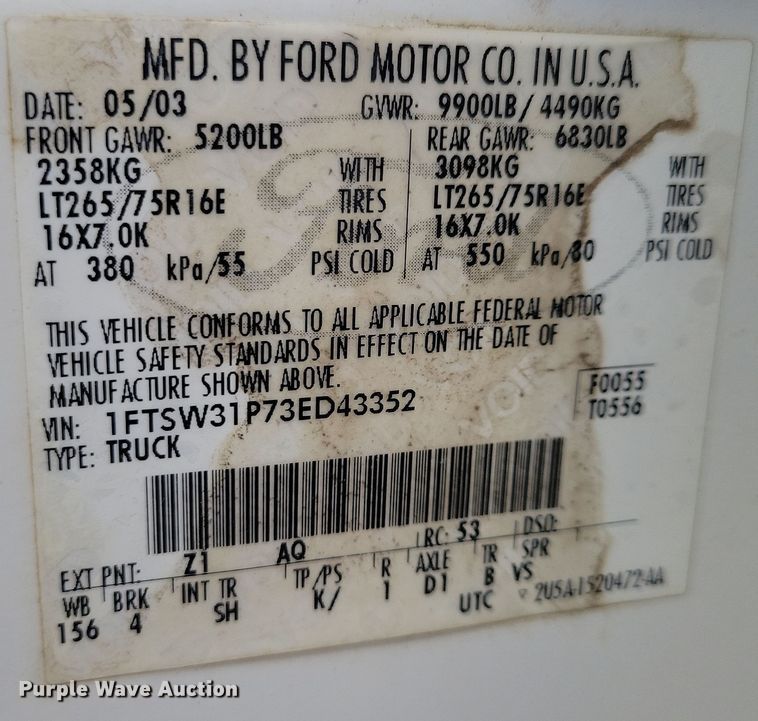 MFD. BY FORD MOTOR CO. IN U.S.A.
DATE: 05/03 GVWR: 9900LB/4490KG
FRONT GAWR: 5200LB REAR GAWR: 6830LB
2358KG WITH 3098KG WITH
LT265/75R16E TIRES LT265/75R16E TIRES
16X7.0K RIMS 16X7.0K RIMS
AT 380 kPa/55 PSI COLD AT 550 kPa/80 PSI COLD
THIS VEHICLE CONFORMS TO ALL APPLICABLE FEDERAL MOTOR
VEHICLE SAFETY STANDARDS IN EFFECT ON THE DATE OF
MANUFACTURE SHOWN ABOVE.
VIN: 1FTSW31P73ED43352 F0055
TYPE: TRUCK T0556
EXT PNT: Z1 AQ RC: 53 DSO:
WB BRK INT TR TP/PS R AXLE TR SPR
156 4 SH K/ 1 D1 B VS
UTC 2U5A-1520472-AA
Purple Wave Auction